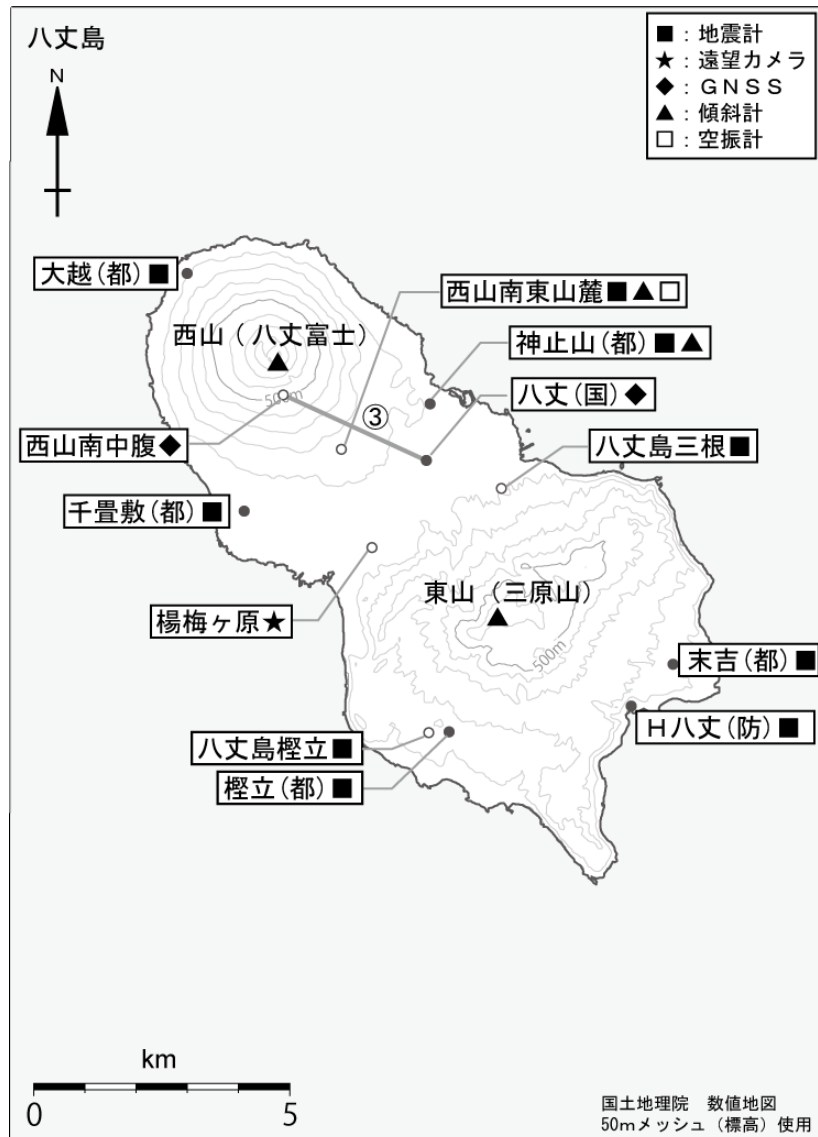 八丈島
■：地震計
★：遠望カメラ
◆：ＧＮＳＳ
▲：傾斜計
□：空振計
N
大越(都)■
西山南東山麓■▲□
西山（八丈富士）
▲
神止山(都)■▲
500m
③
八丈(国)◆
西山南中腹◆
八丈島三根■
千畳敷(都)■
東山（三原山）
▲
楊梅ヶ原★
500m
末吉(都)■
Ｈ八丈(防)■
八丈島樫立■
樫立(都)■
km
0 5
国土地理院　数値地図
50mメッシュ（標高）使用